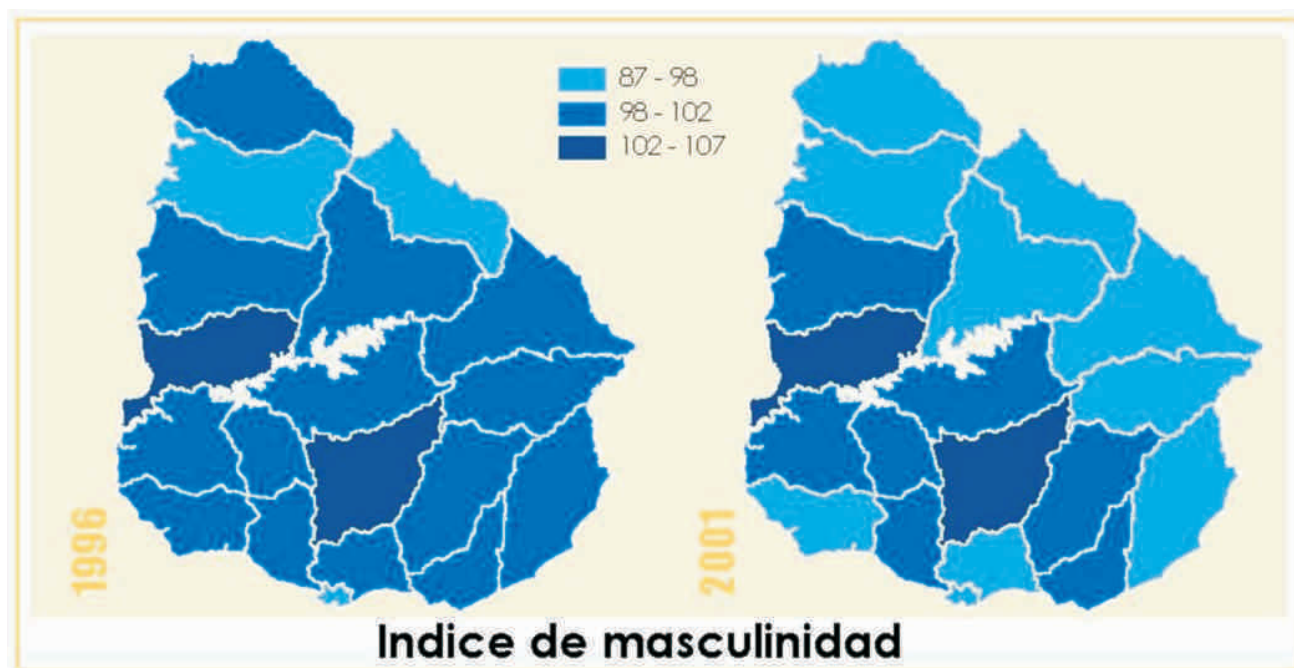 87 - 98
98 - 102
102 - 107
1996
2001
Indice de masculinidad